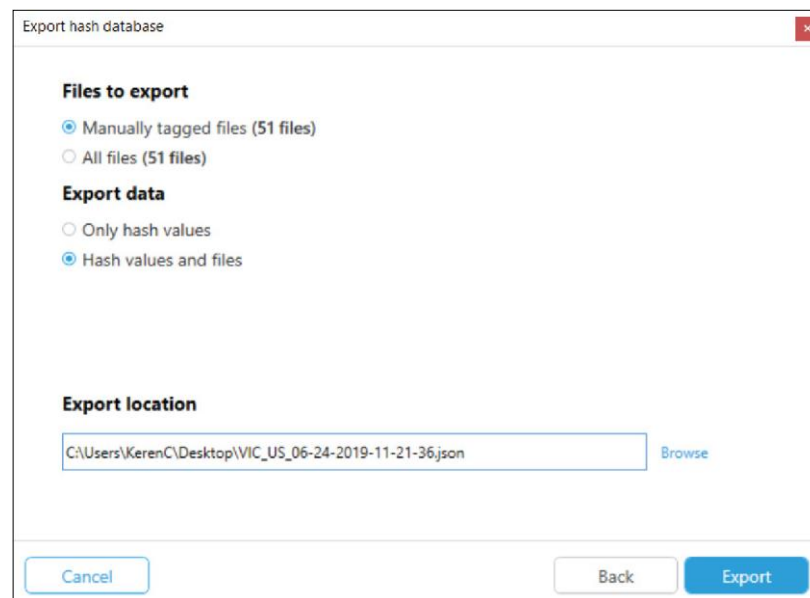 Export hash database
Files to export
Manually tagged files (51 files)
All files (51 files)
Export data
Only hash values
Hash values and files
Export location
C:\Users\KerenC\Desktop\VIC_US_06-24-2019-11-21-36.json
Browse
Cancel
Back
Export